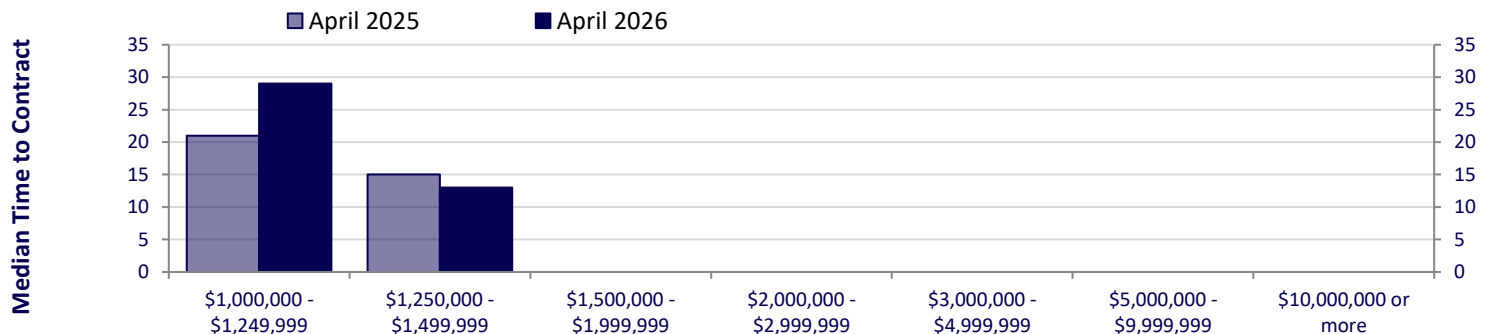 April 2025 April 2026
Median Time to Contract
35 35
30 30
25 25
20 20
15 15
10 10
5 5
0 0
$1,000,000 - $1,250,000 - $1,500,000 - $2,000,000 - $3,000,000 - $5,000,000 - $10,000,000 or
$1,249,999 $1,499,999 $1,999,999 $2,999,999 $4,999,999 $9,999,999 more